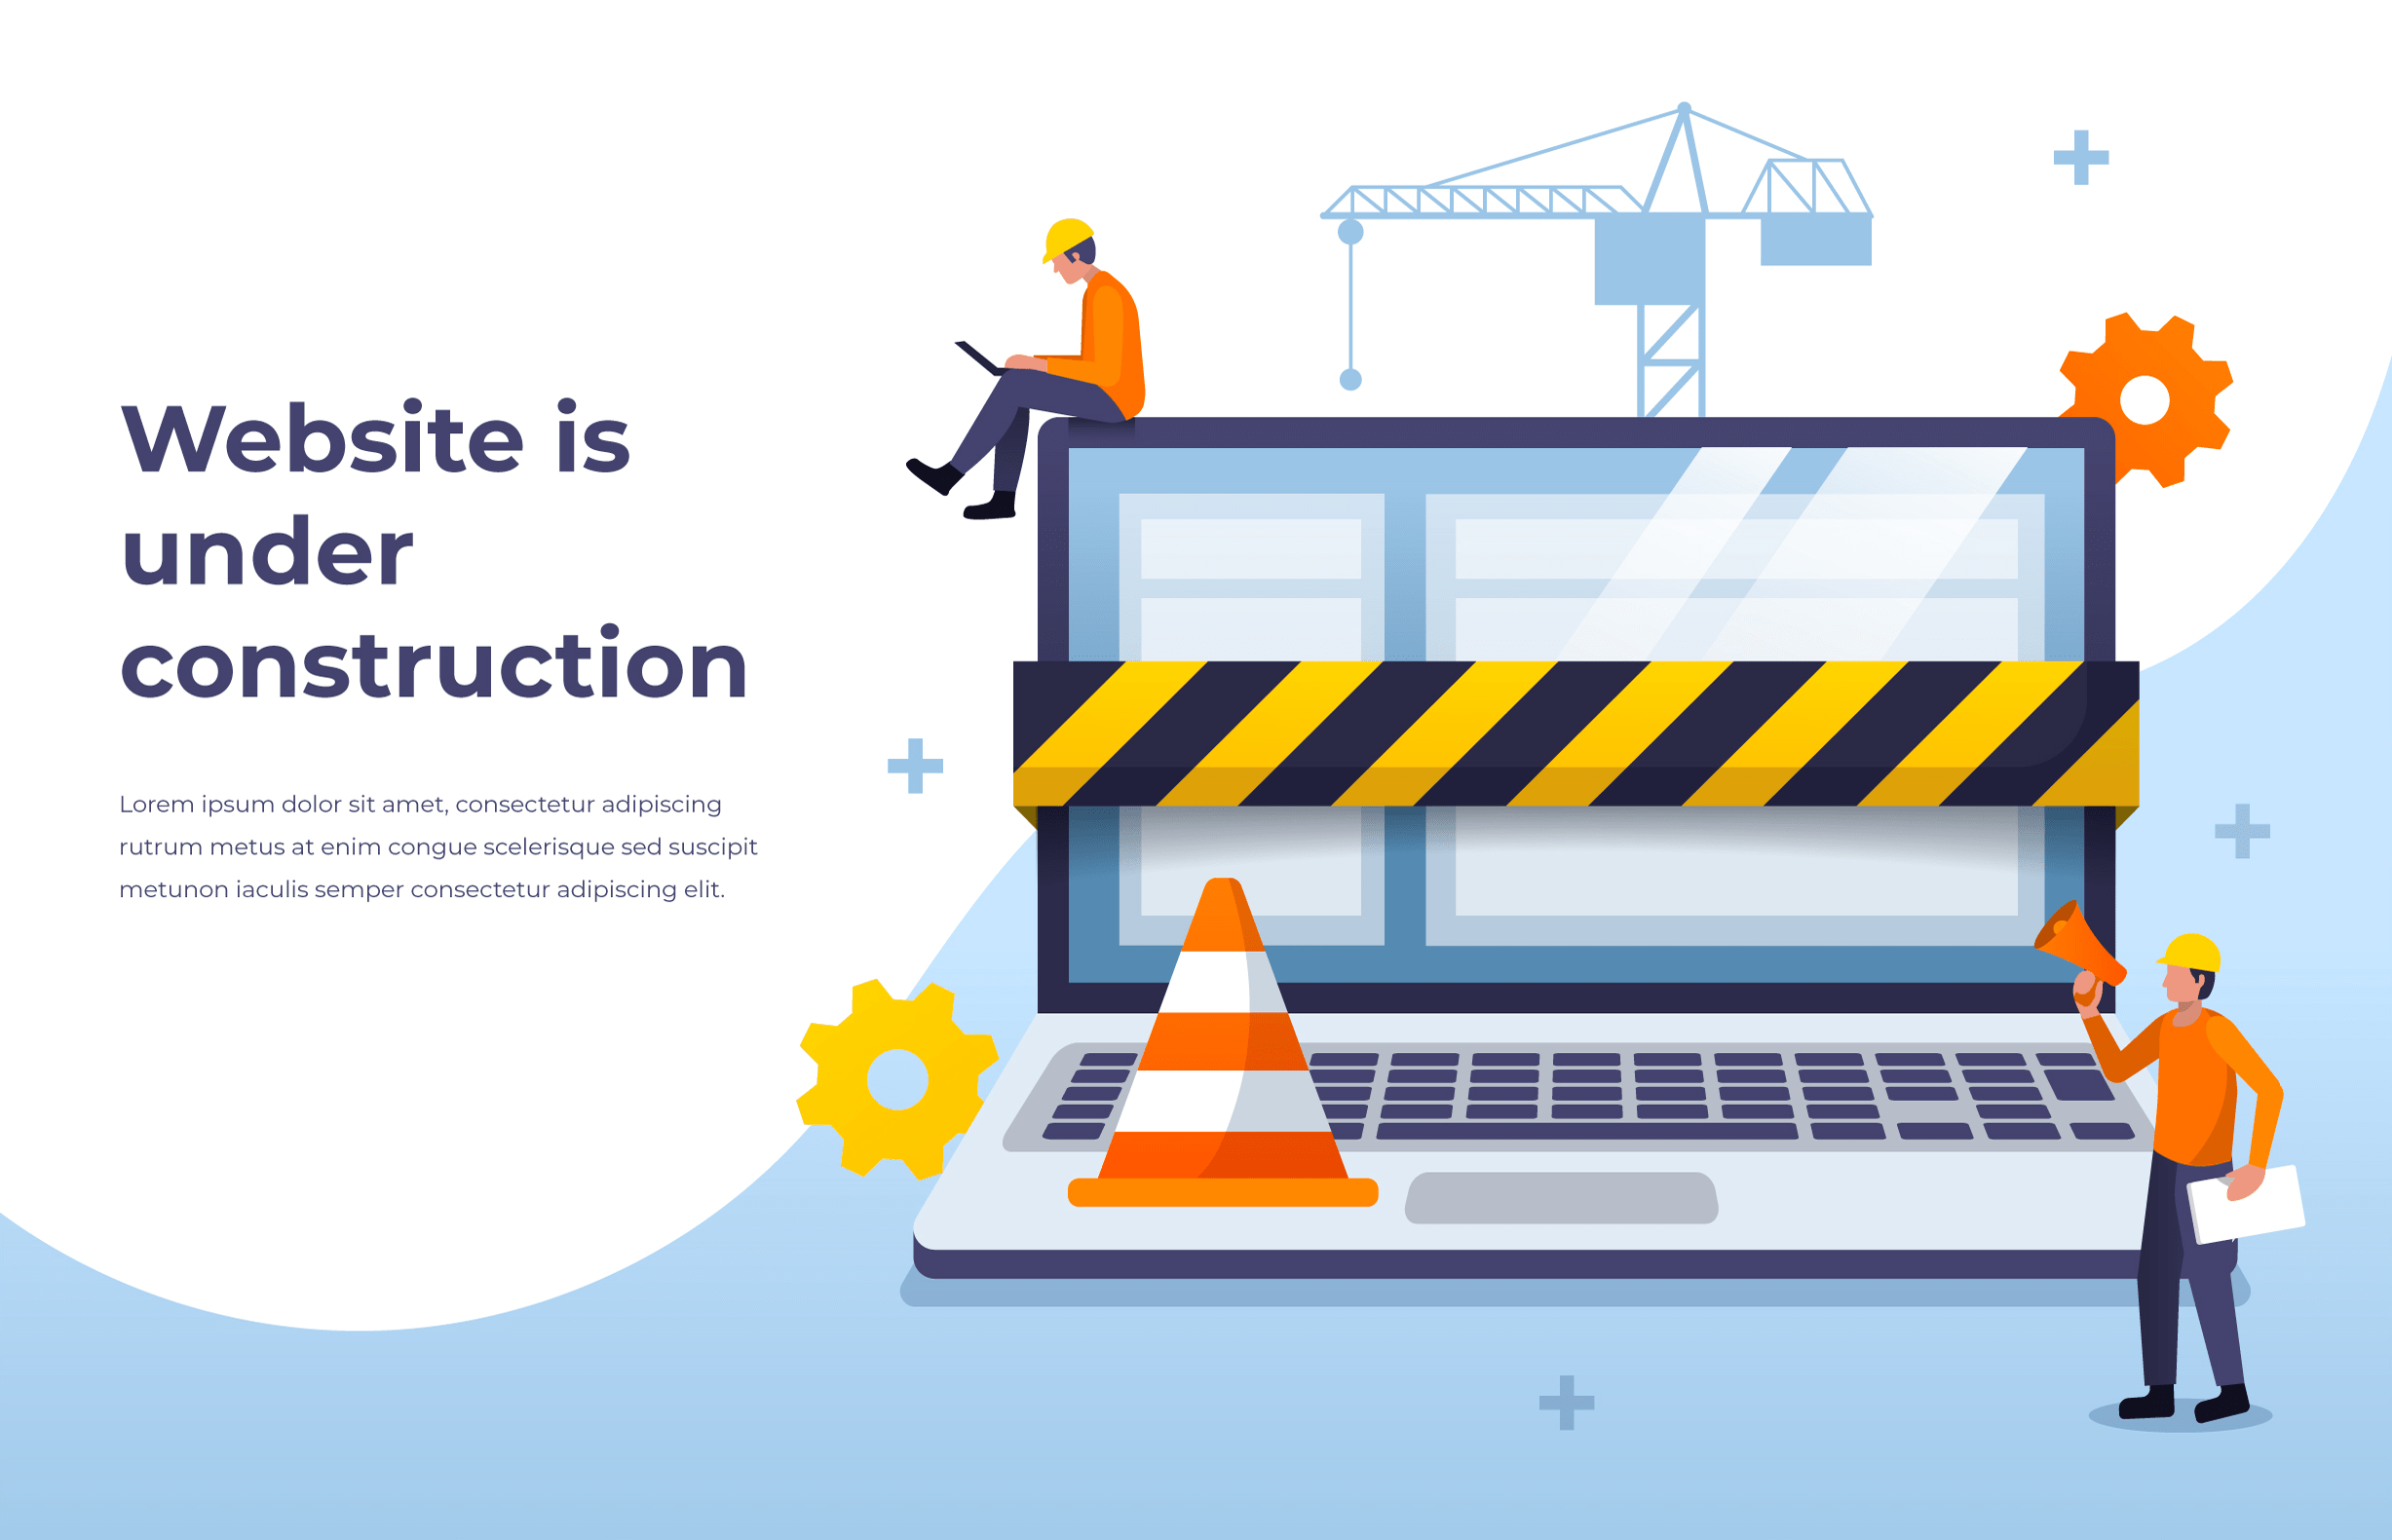 Website is
under
construction
Lorem ipsum dolor sit amet, consectetur adipiscing
rutrum metus at enim congue scelerisque sed suscipit
metunon iaculis semper consectetur adipiscing elit.